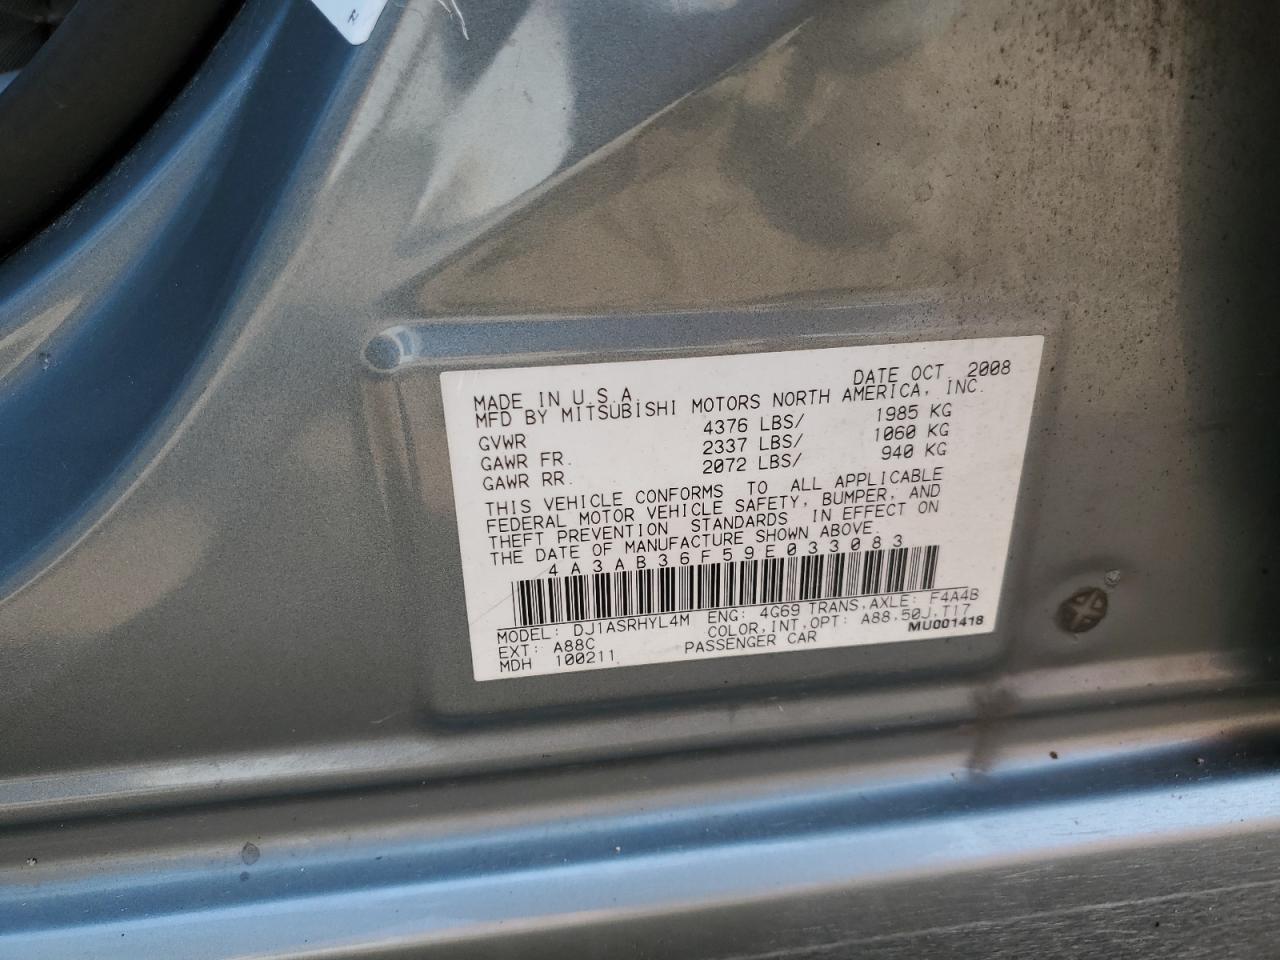 MADE IN U.S.A. DATE OCT 2008
MFD BY MITSUBISHI MOTORS NORTH AMERICA, INC.
GVWR 4376 LBS/ 1985 KG
GAWR FR. 2337 LBS/ 1060 KG
GAWR RR. 2072 LBS/ 940 KG
THIS VEHICLE CONFORMS TO ALL APPLICABLE
FEDERAL MOTOR VEHICLE SAFETY, BUMPER, AND
THEFT PREVENTION STANDARDS IN EFFECT ON
THE DATE OF MANUFACTURE SHOWN ABOVE.
4A3AB36F59E033083
MODEL: DJ1ASRHYL4M ENG: 4G69 TRANS,AXLE: F4A4B
EXT: A88C COLOR,INT,OPT: A88,50J,T17
MDH 100211 PASSENGER CAR MU001418